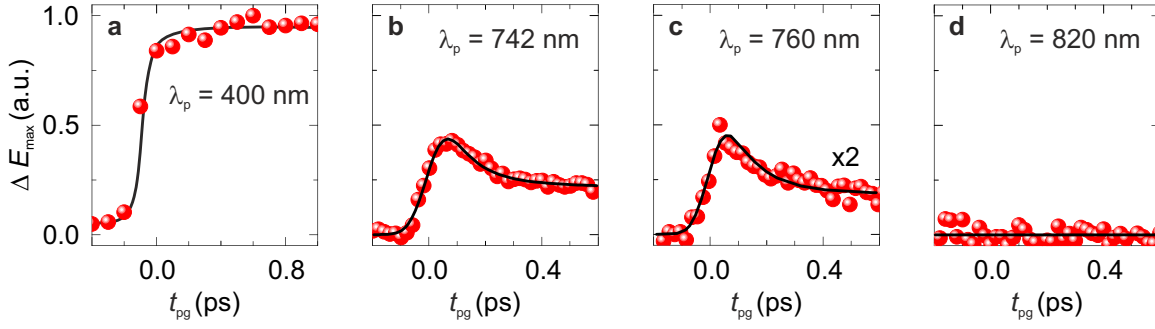 a
λp = 400 nm
b
λp = 742 nm
c
λp = 760 nm
x2
d
λp = 820 nm
1.0
0.5
0.0
Δ Emax (a.u.)
0.0 0.4 0.8
tpg (ps)
0.0 0.4
tpg (ps)
0.0 0.4
tpg (ps)
0.0 0.4
tpg (ps)